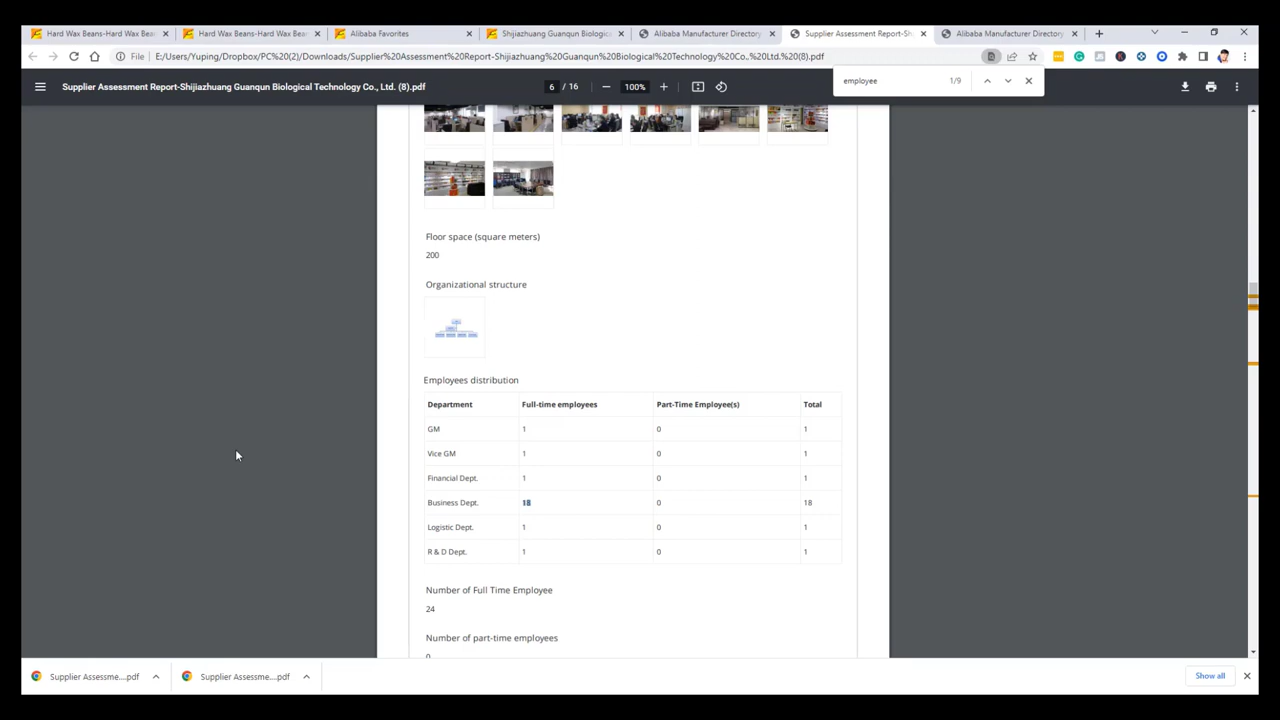 Hard Wax Beans-Hard Wax Bea
Hard Wax Beans-Hard Wax Bea
Alibaba Favorites
Shijiazhuang Guanqun Biologica
Alibaba Manufacturer Directory
Supplier Assessment Report-Sh
Alibaba Manufacturer Directory
File
E:/Users/Yuping/Dropbox/PC%20(2)/Downloads/Supplier%20Assessment%20Report-Shijiazhuang%20Guanqun%20Biological%20Technology%20Co.,%20Ltd.%20(8).pdf
employee 1/9
Supplier Assessment Report-Shijiazhuang Guanqun Biological Technology Co., Ltd. (8).pdf
6 / 16
100%
Floor space (square meters)
200
Organizational structure
Employees distribution
Department Full-time employees Part-Time Employee(s) Total
GM 1 0 1
Vice GM 1 0 1
Financial Dept. 1 0 1
Business Dept. 18 0 18
Logistic Dept. 1 0 1
R & D Dept. 1 0 1
Number of Full Time Employee
24
Number of part-time employees
0
Supplier Assessme....pdf
Supplier Assessme....pdf
Show all